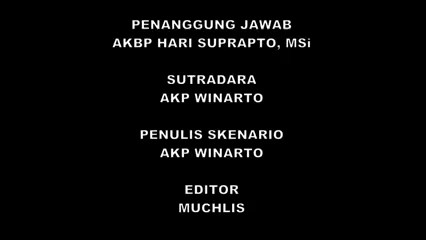 PENANGGUNG JAWAB
AKBP HARI SUPRAPTO, MSi
SUTRADARA
AKP WINARTO
PENULIS SKENARIO
AKP WINARTO
EDITOR
MUCHLIS